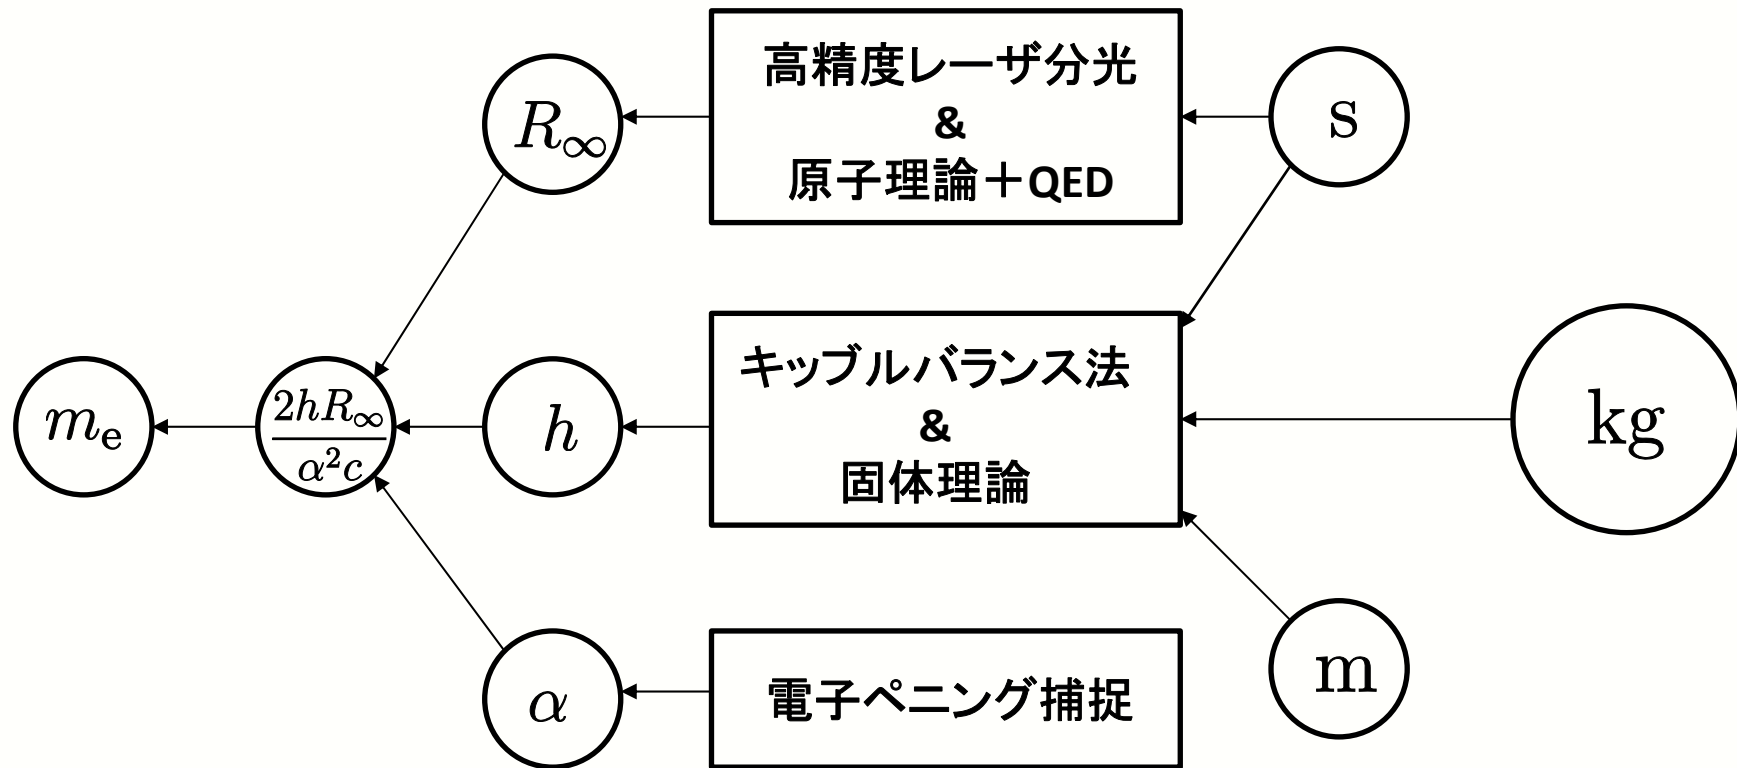 高精度レーザ分光
&
原子理論＋QED
R∞
s
キッブルバランス法
&
固体理論
kg
mₑ
2hR∞
α²c
h
m
電子ペニング捕捉
α